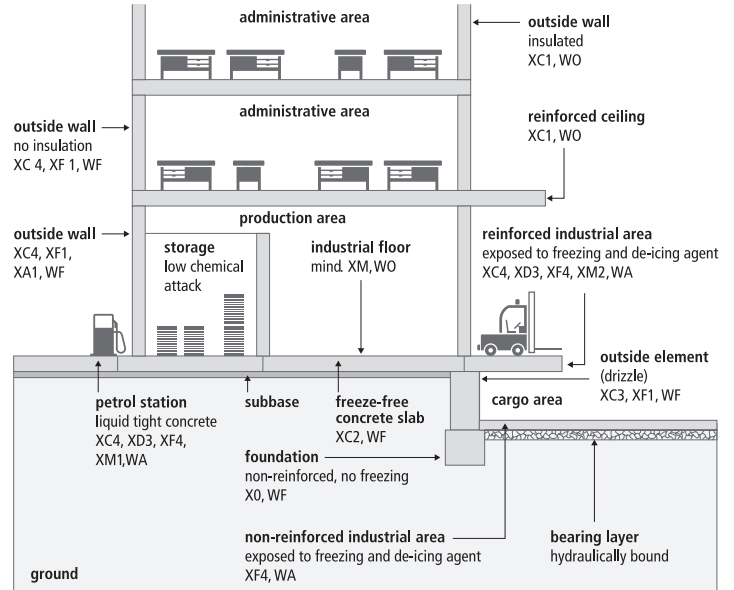 administrative area
outside wall
insulated
XC1, WO
administrative area
outside wall
no insulation
XC 4, XF 1, WF
reinforced ceiling
XC1, WO
production area
outside wall
XC4, XF1,
XA1, WF
storage
low chemical
attack
industrial floor
mind. XM, WO
reinforced industrial area
exposed to freezing and de-icing agent
XC4, XD3, XF4, XM2, WA
outside element
(drizzle)
XC3, XF1, WF
petrol station
liquid tight concrete
XC4, XD3, XF4,
XM1,WA
subbase
freeze-free
concrete slab
XC2, WF
cargo area
foundation
non-reinforced, no freezing
X0, WF
non-reinforced industrial area
exposed to freezing and de-icing agent
XF4, WA
bearing layer
hydraulically bound
ground